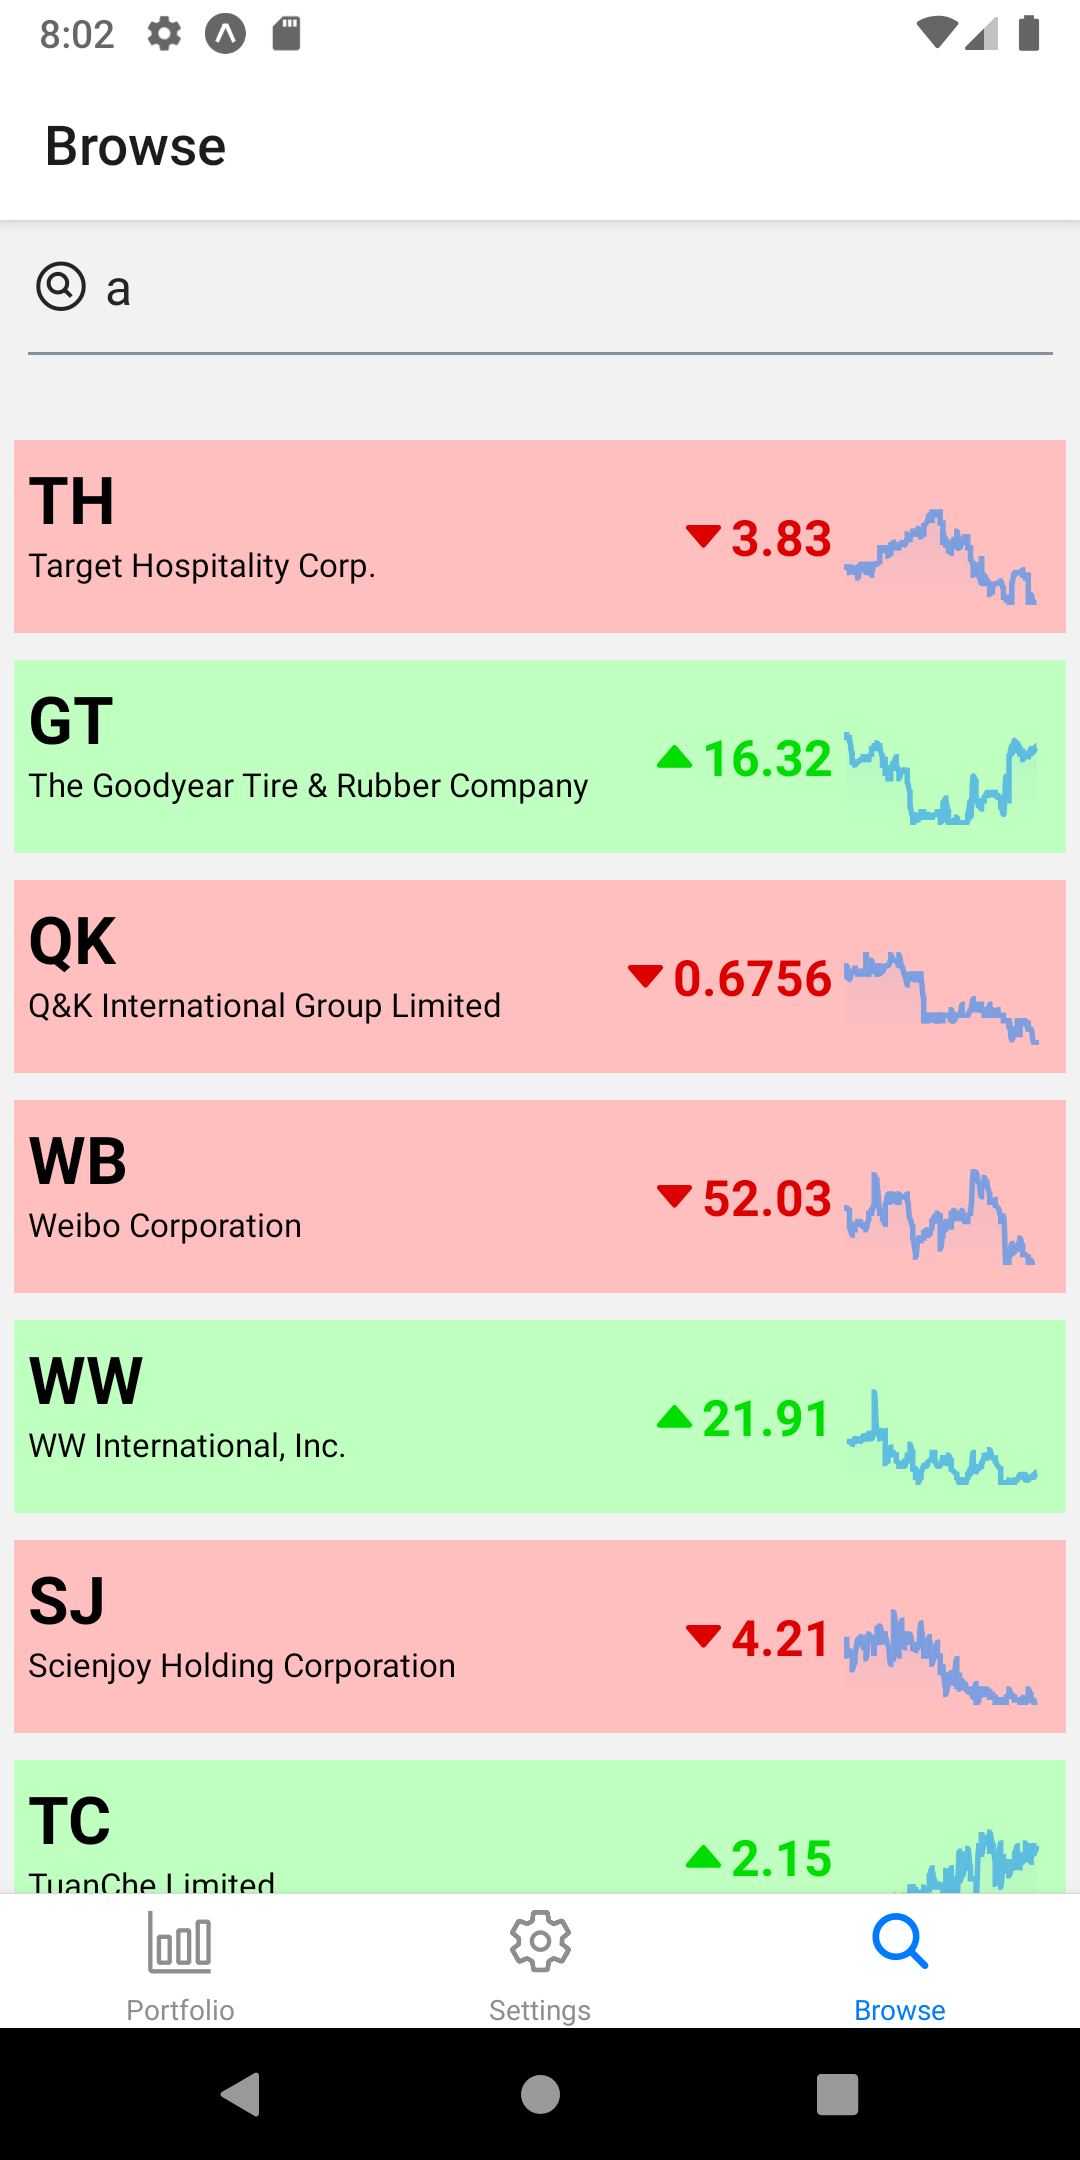 8:02
Browse
a
TH
Target Hospitality Corp.
3.83
GT
The Goodyear Tire & Rubber Company
16.32
QK
Q&K International Group Limited
0.6756
WB
Weibo Corporation
52.03
WW
WW International, Inc.
21.91
SJ
Scienjoy Holding Corporation
4.21
TC
TuanChe Limited
2.15
Portfolio
Settings
Browse